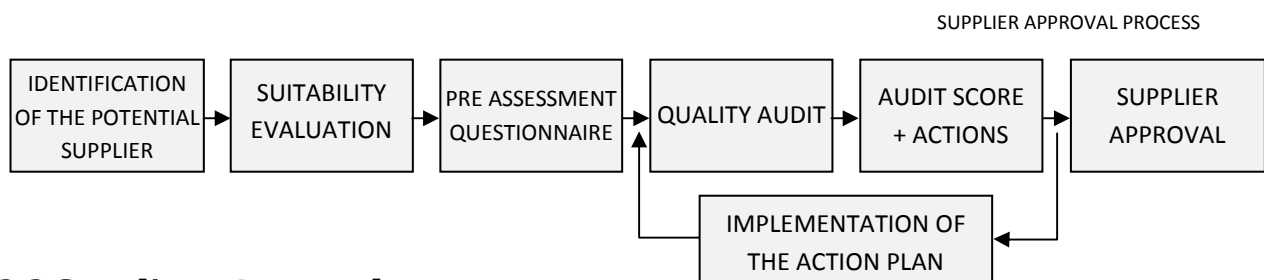 SUPPLIER APPROVAL PROCESS
IDENTIFICATION
OF THE POTENTIAL
SUPPLIER
SUITABILITY
EVALUATION
PRE ASSESSMENT
QUESTIONNAIRE
QUALITY AUDIT
AUDIT SCORE
+ ACTIONS
SUPPLIER
APPROVAL
IMPLEMENTATION OF
THE ACTION PLAN